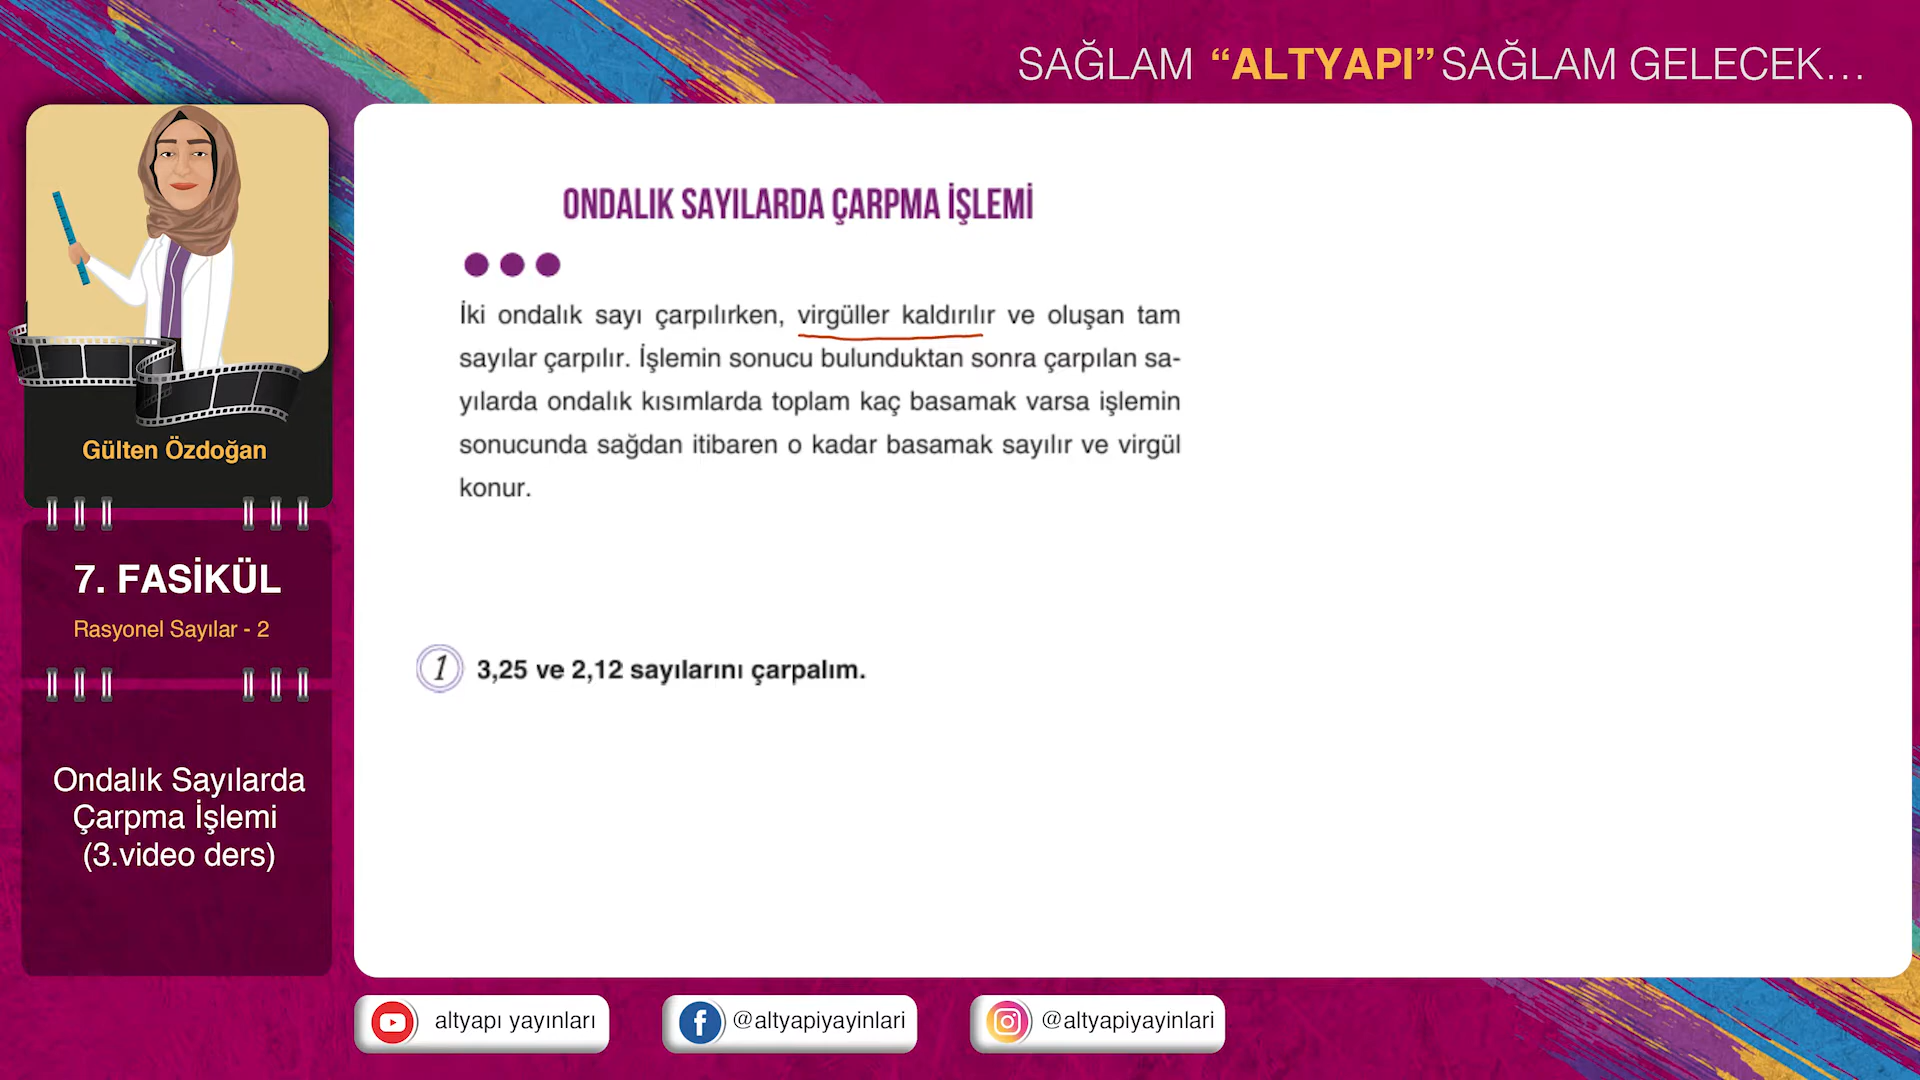 SAĞLAM “ALTYAPI” SAĞLAM GELECEK...
Gülten Özdoğan
7. FASİKÜL
Rasyonel Sayılar - 2
Ondalık Sayılarda
Çarpma İşlemi
(3.video ders)
ONDALIK SAYILARDA ÇARPMA İŞLEMİ
İki ondalık sayı çarpılırken, virgüller kaldırılır ve oluşan tam
sayılar çarpılır. İşlemin sonucu bulunduktan sonra çarpılan sa-
yılarda ondalık kısımlarda toplam kaç basamak varsa işlemin
sonucunda sağdan itibaren o kadar basamak sayılır ve virgül
konur.
1 3,25 ve 2,12 sayılarını çarpalım.
altyapı yayınları
@altyapiyayinlari
@altyapiyayinlari